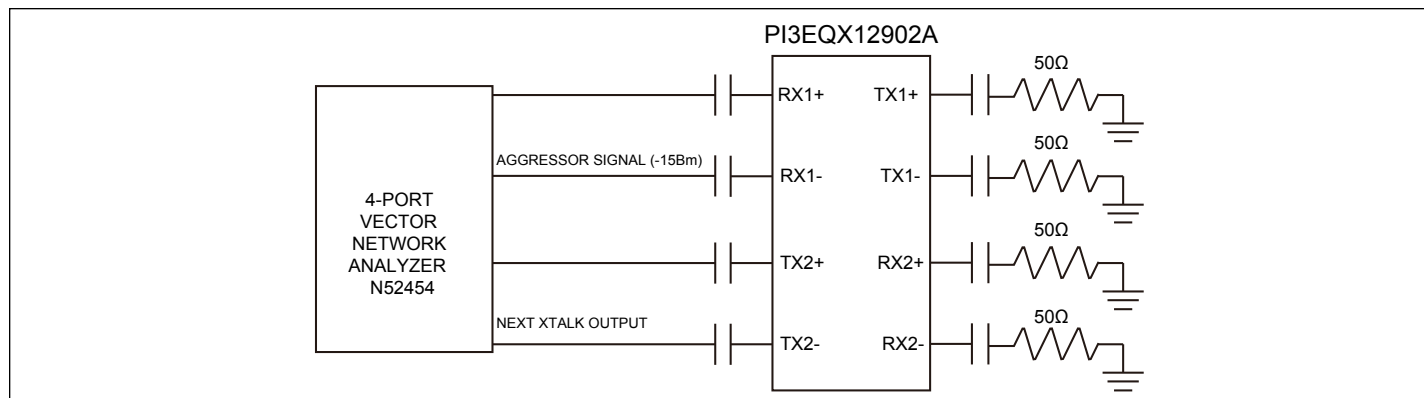 PI3EQX12902A
50Ω
RX1+ TX1+
AGGRESSOR SIGNAL (-15Bm)
50Ω
RX1- TX1-
4-PORT
VECTOR
NETWORK
ANALYZER
N52454
50Ω
TX2+ RX2+
NEXT XTALK OUTPUT
50Ω
TX2- RX2-